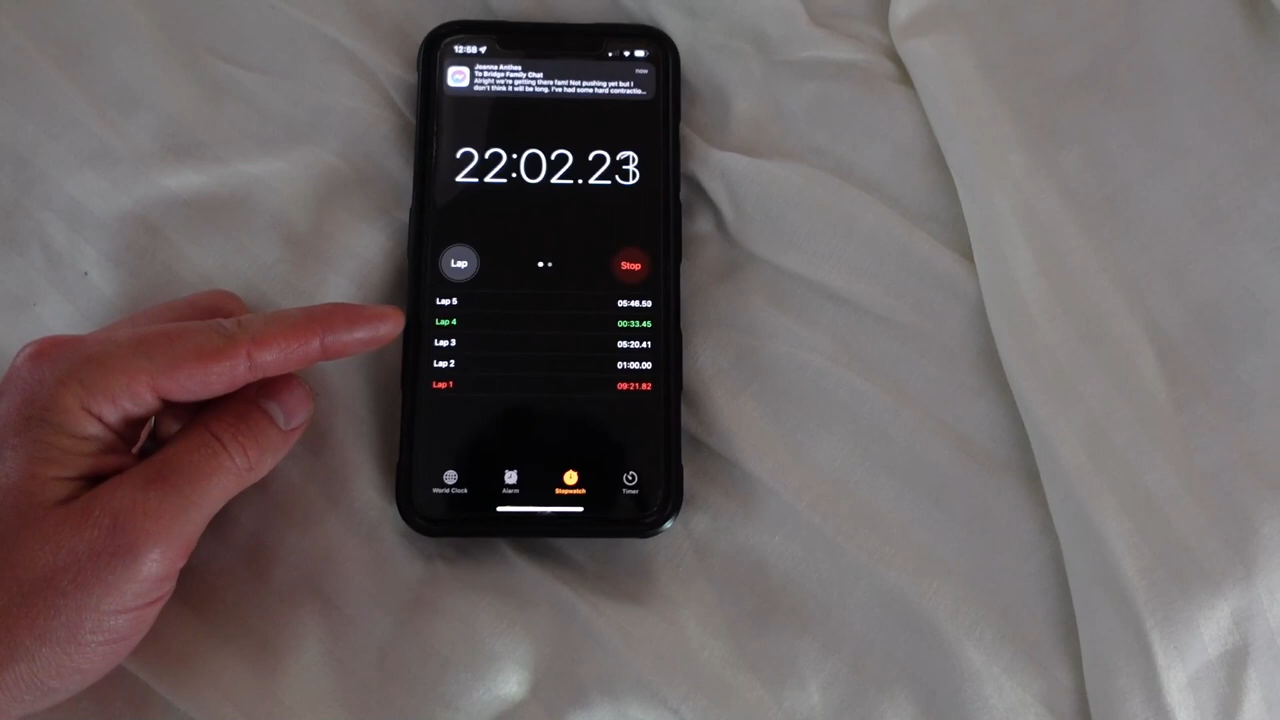 12:58
Joanna Anthes
now
To Bridge Family Chat
Alright we're getting there fam! Not pushing yet but I
don't think it will be long. I've had some hard contractio...
22:02.23
Lap
Stop
Lap 5 05:46.50
Lap 4 00:33.45
Lap 3 05:20.41
Lap 2 01:00.00
Lap 1 09:21.82
World Clock
Alarm
Stopwatch
Timer